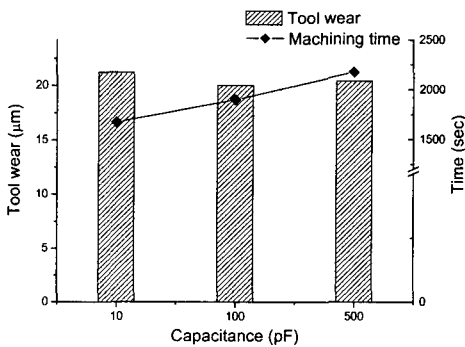 Tool wear
Machining time
Tool wear (μm)
20
15
10
5
0
2500
2000
1500
0
Time (sec)
10
100
500
Capacitance (pF)